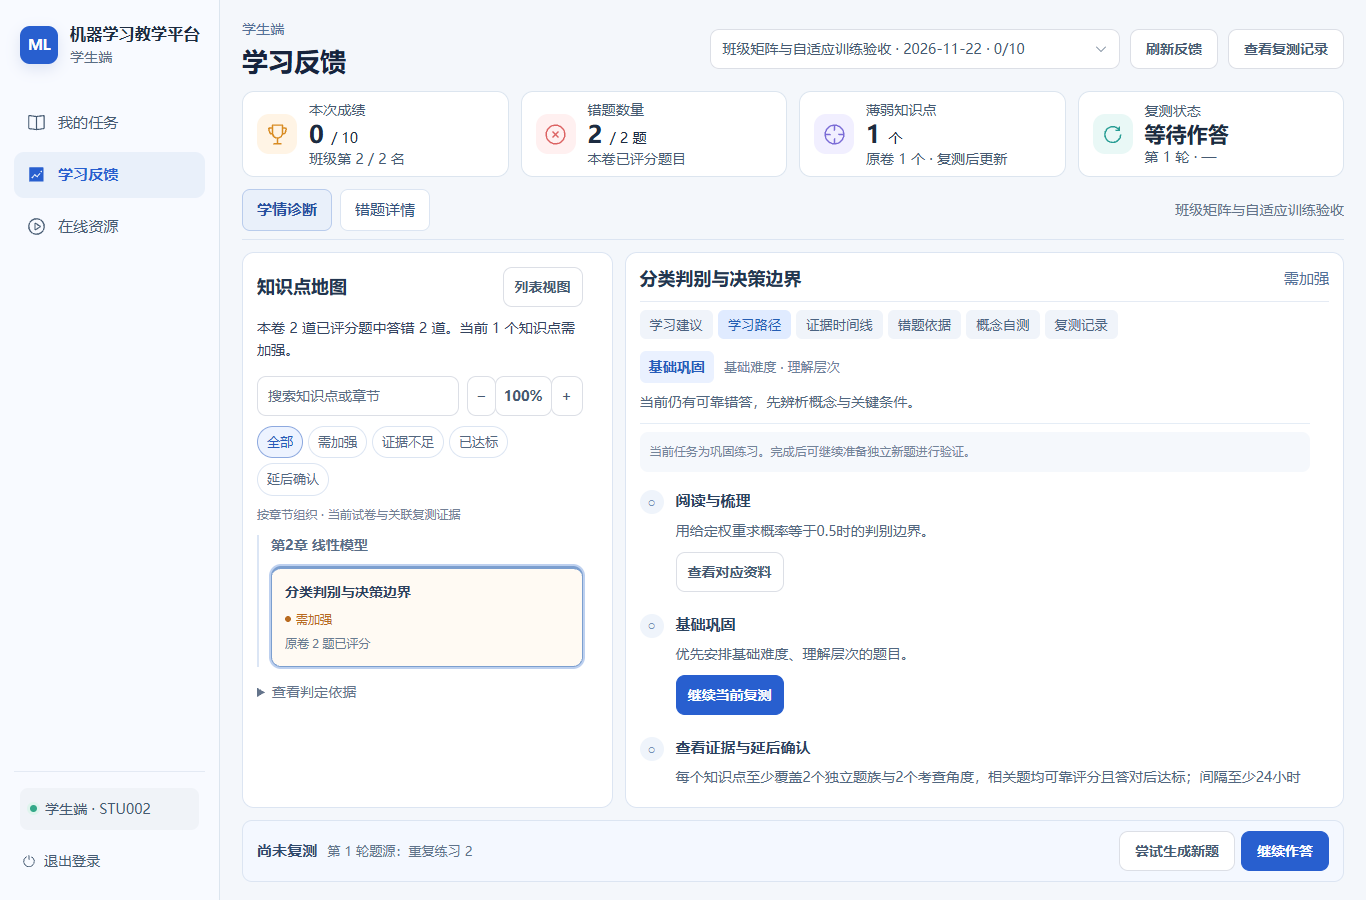 ML
机器学习教学平台
学生端
我的任务
学习反馈
在线资源
学生端 · STU002
退出登录
学生端
学习反馈
班级矩阵与自适应训练验收 · 2026-11-22 · 0/10
刷新反馈
查看复测记录
本次成绩
0 / 10
班级第 2 / 2 名
错题数量
2 / 2 题
本卷已评分题目
薄弱知识点
1 个
原卷 1 个 · 复测后更新
复测状态
等待作答
第 1 轮 · —
学情诊断
错题详情
班级矩阵与自适应训练验收
知识点地图
列表视图
本卷 2 道已评分题中答错 2 道。当前 1 个知识点需
加强。
搜索知识点或章节
− 100% +
全部 需加强 证据不足 已达标
延后确认
按章节组织 · 当前试卷与关联复测证据
第2章 线性模型
分类判别与决策边界
需加强
原卷 2 题已评分
查看判定依据
分类判别与决策边界
需加强
学习建议 学习路径 证据时间线 错题依据 概念自测 复测记录
基础巩固 基础难度 · 理解层次
当前仍有可靠错答，先辨析概念与关键条件。
当前任务为巩固练习。完成后可继续准备独立新题进行验证。
阅读与梳理
用给定权重求概率等于0.5时的判别边界。
查看对应资料
基础巩固
优先安排基础难度、理解层次的题目。
继续当前复测
查看证据与延后确认
每个知识点至少覆盖2个独立题族与2个考查角度，相关题均可靠评分且答对后达标；间隔至少24小时
尚未复测 第 1 轮题源：重复练习 2
尝试生成新题
继续作答